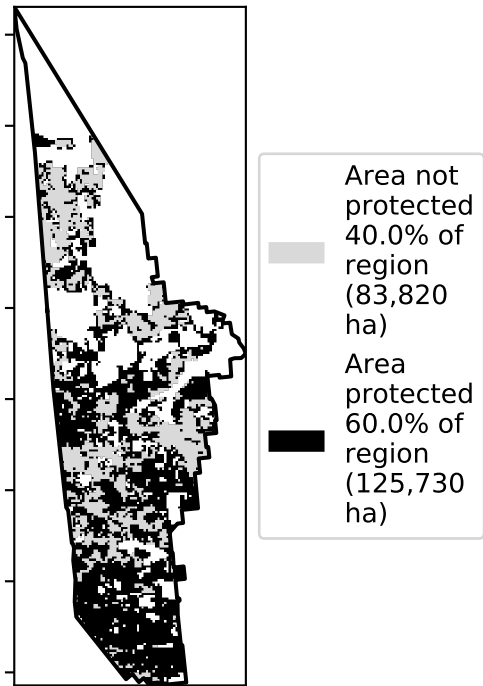 Area not
protected
40.0% of
region
(83,820
ha)
Area
protected
60.0% of
region
(125,730
ha)